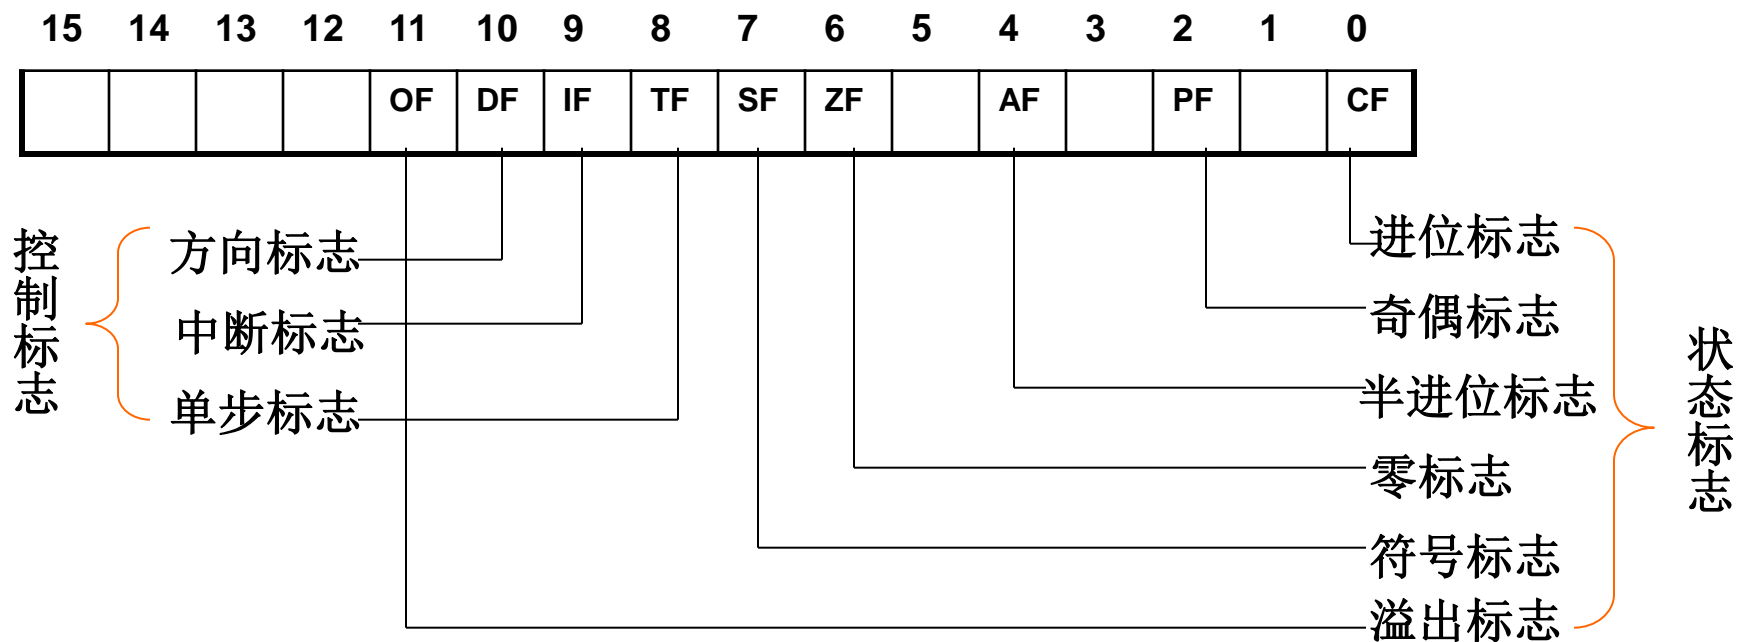 15 14 13 12 11 10 9 8 7 6 5 4 3 2 1 0
OF DF IF TF SF ZF AF PF CF
控制标志
方向标志
中断标志
单步标志
进位标志
奇偶标志
半进位标志
零标志
符号标志
溢出标志
状态标志